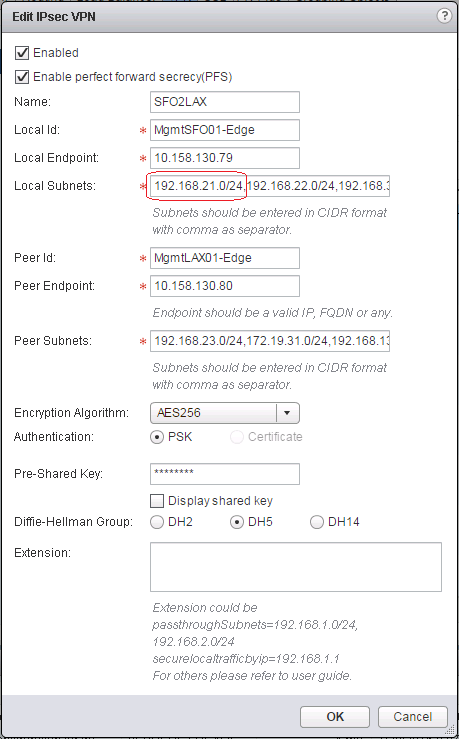 Edit IPsec VPN
?
Enabled
Enable perfect forward secrecy(PFS)
Name: SFO2LAX
Local Id: * MgmtSFO01-Edge
Local Endpoint: * 10.158.130.79
Local Subnets: * 192.168.21.0/24,192.168.22.0/24,192.168.3
Subnets should be entered in CIDR format
with comma as separator.
Peer Id: * MgmtLAX01-Edge
Peer Endpoint: * 10.158.130.80
Endpoint should be a valid IP, FQDN or any.
Peer Subnets: * 192.168.23.0/24,172.19.31.0/24,192.168.13
Subnets should be entered in CIDR format
with comma as separator.
Encryption Algorithm: AES256
Authentication: PSK Certificate
Pre-Shared Key: ********
Display shared key
Diffie-Hellman Group: DH2 DH5 DH14
Extension:
Extension could be
passthroughSubnets=192.168.1.0/24,
192.168.2.0/24
securelocaltrafficbyip=192.168.1.1
For others please refer to user guide.
OK Cancel